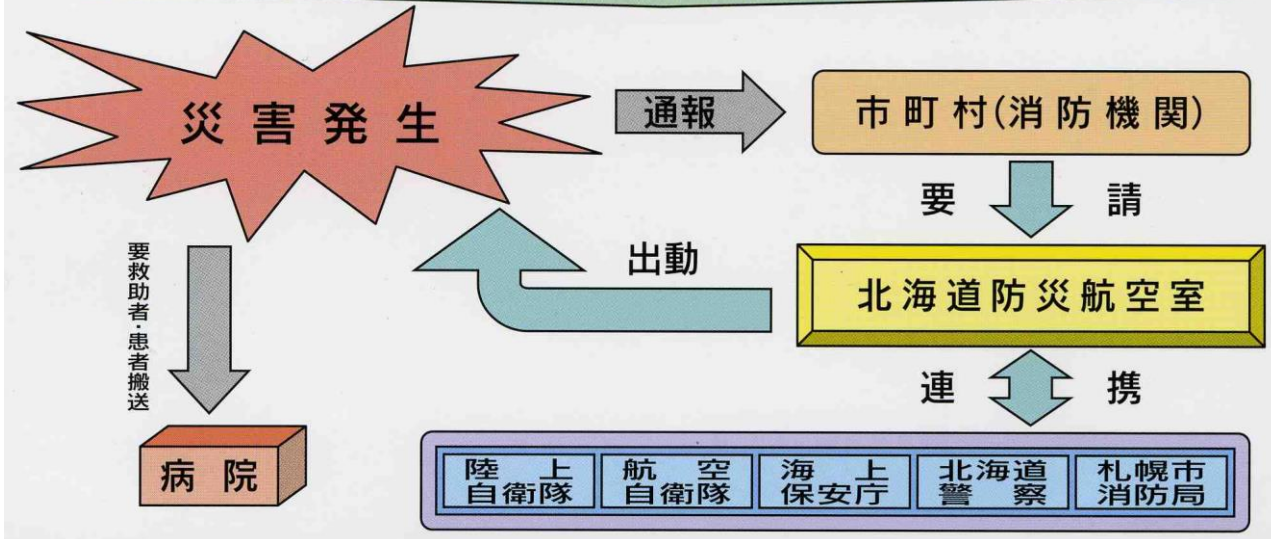 災害発生
通報
市町村(消防機関)
要請
出動
北海道防災航空室
要救助者・患者搬送
連携
病院
陸上
自衛隊
航空
自衛隊
海上
保安庁
北海道
警察
札幌市
消防局